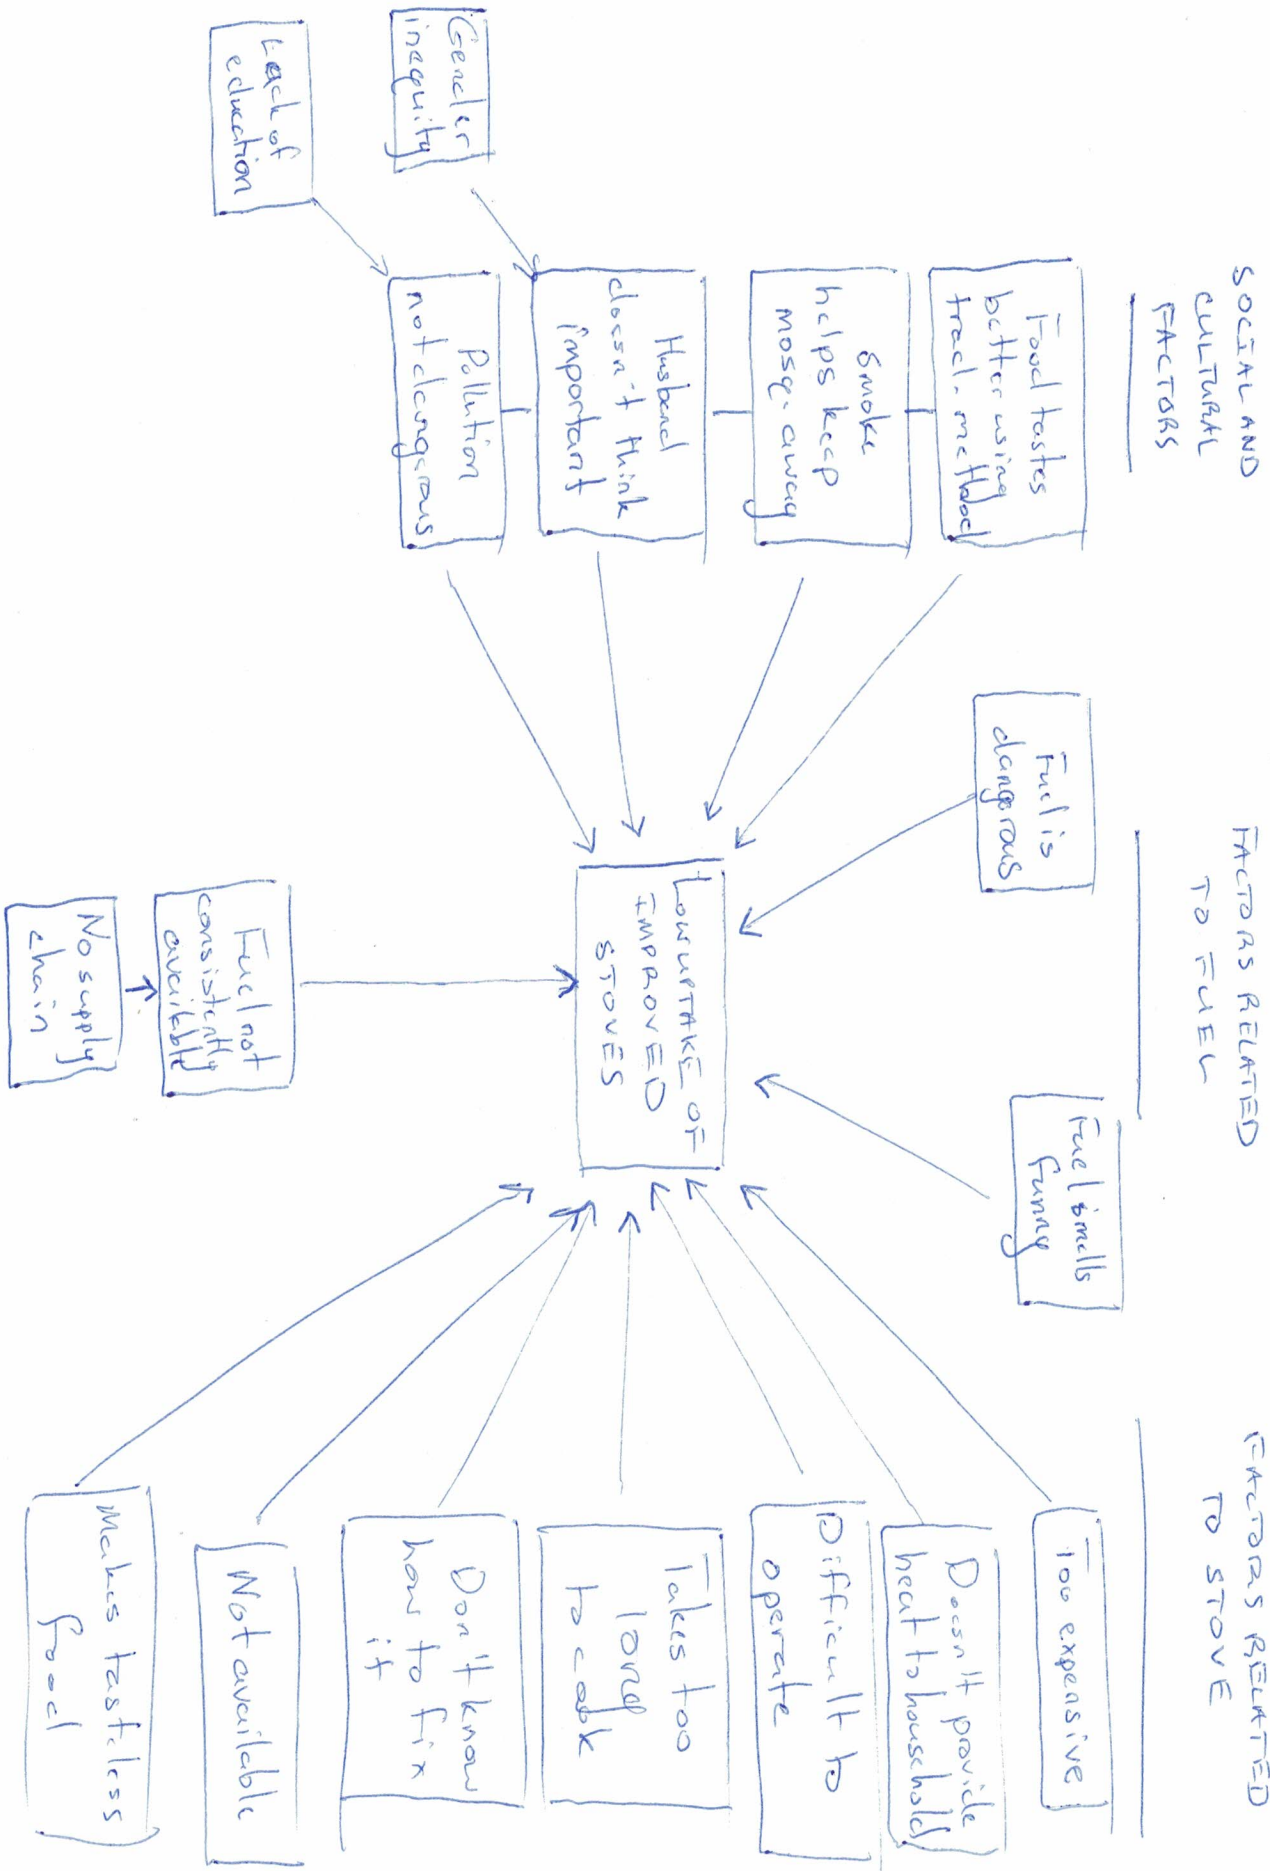 SOCIAL AND
CULTURAL
FACTORS
Food tastes
better using
trad. method
Smoke
helps keep
mosq. away
Husband
doesn't think
important
Pollution
not dangerous
Gender
inequity
Lack of
education
FACTORS RELATED
TO FUEL
Fuel is
dangerous
Fuel smells
funny
LOW UPTAKE OF
IMPROVED
STOVES
Fuel not
consistently
available
No supply
chain
FACTORS RELATED
TO STOVE
Too expensive
Doesn't provide
heat to household
Difficult to
operate
Takes too
long
to cook
Don't know
how to fix
it
Not available
Makes tasteless
food